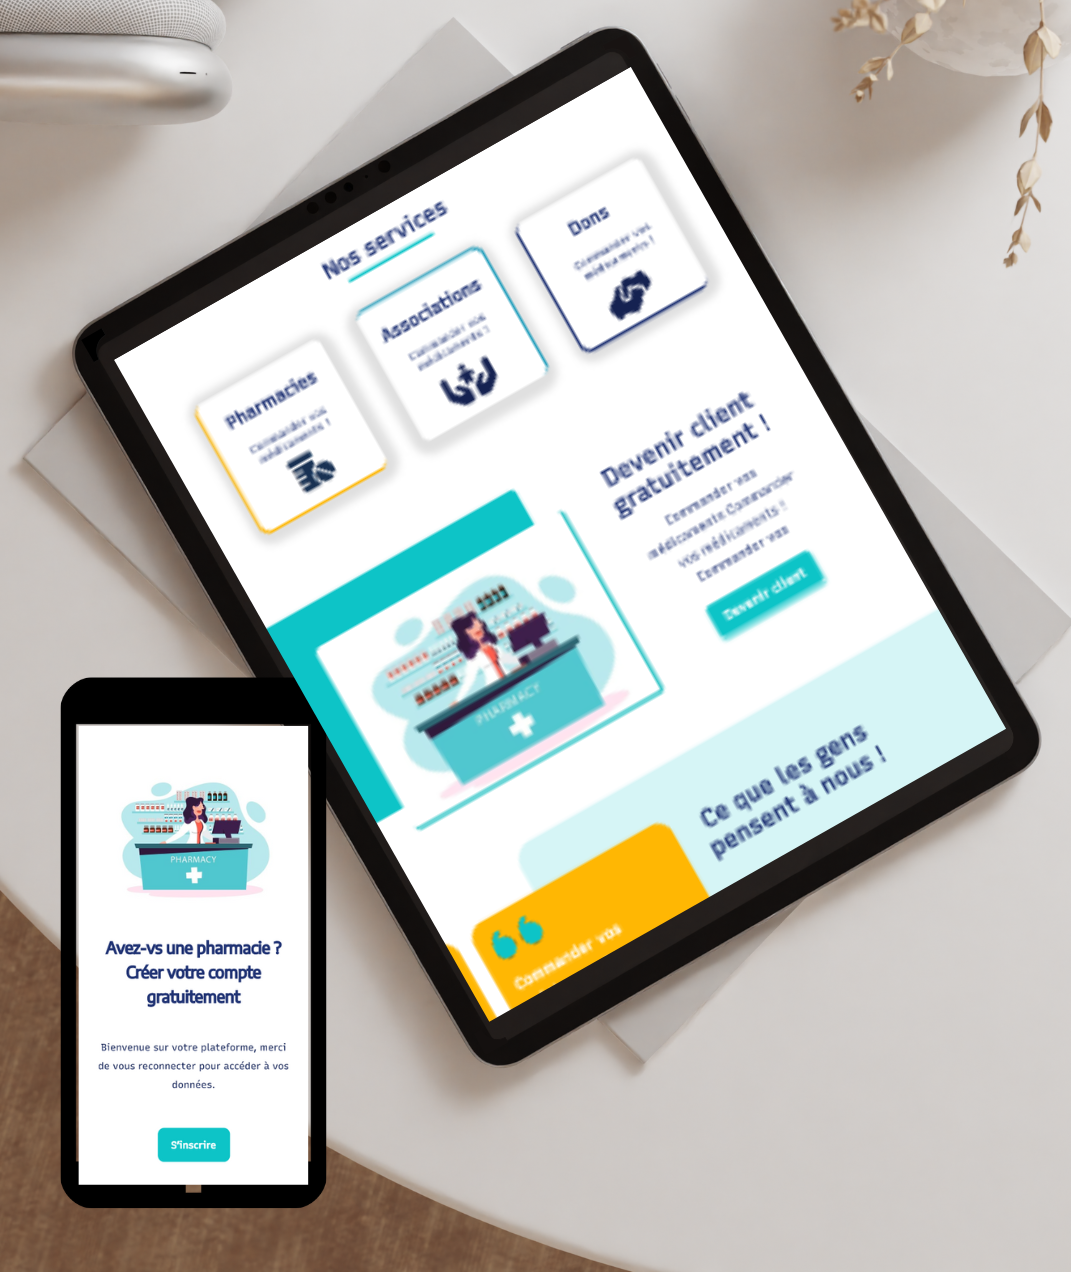 Nos services
Pharmacies
Commander vos
médicaments !
Associations
Commander vos
médicaments !
Dons
Commander vos
médicaments !
Devenir client
gratuitement !
Commander vos
médicaments Commander
vos médicaments !
Commander vos
Devenir client
PHARMACY
Ce que les gens
pensent à nous !
Commander vos
PHARMACY
Avez-vs une pharmacie ?
Créer votre compte
gratuitement
Bienvenue sur votre plateforme, merci
de vous reconnecter pour accéder à vos
données.
S'inscrire